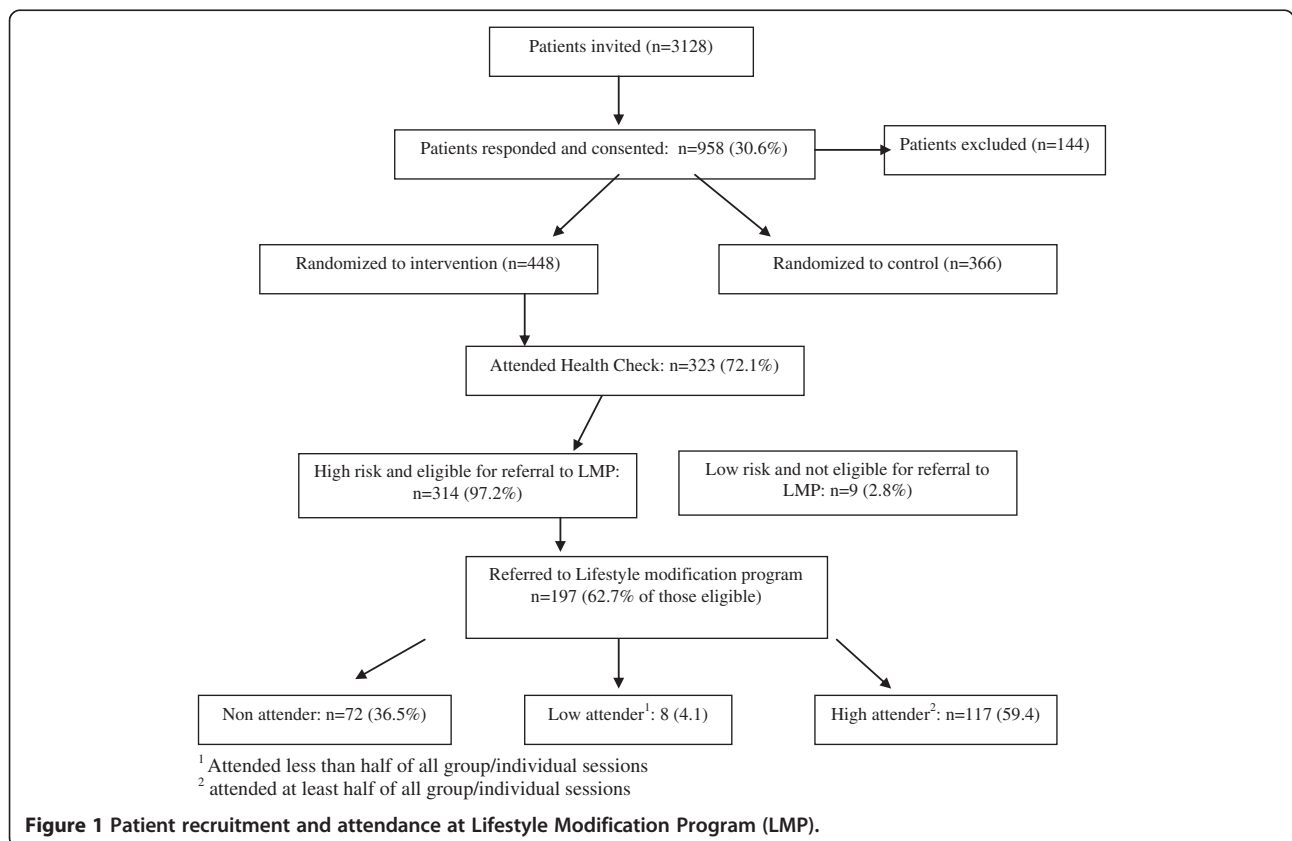 Patients invited (n=3128)
Patients responded and consented: n=958 (30.6%)
Patients excluded (n=144)
Randomized to intervention (n=448)
Randomized to control (n=366)
Attended Health Check: n=323 (72.1%)
High risk and eligible for referral to LMP:
n=314 (97.2%)
Low risk and not eligible for referral to
LMP: n=9 (2.8%)
Referred to Lifestyle modification program
n=197 (62.7% of those eligible)
Non attender: n=72 (36.5%)
Low attender¹: 8 (4.1)
High attender²: n=117 (59.4)
¹ Attended less than half of all group/individual sessions
² attended at least half of all group/individual sessions
Figure 1 Patient recruitment and attendance at Lifestyle Modification Program (LMP).